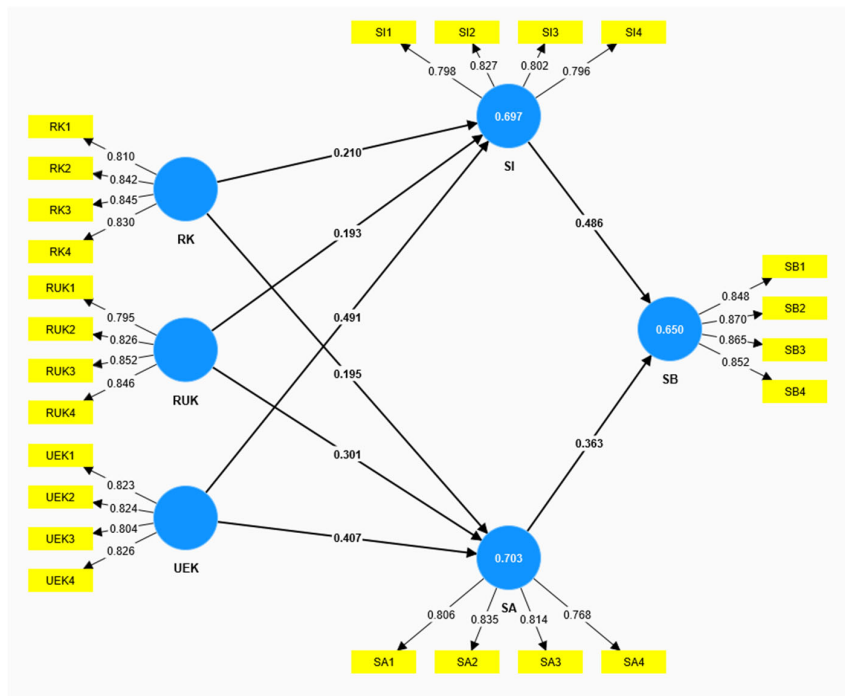 SI1 SI2 SI3 SI4
0.798 0.827 0.802 0.796
0.697
SI
RK1
RK2
RK3
RK4
0.810
0.842
0.845
0.830
RK
RUK1
RUK2
RUK3
RUK4
0.795
0.826
0.852
0.846
RUK
UEK1
UEK2
UEK3
UEK4
0.823
0.824
0.804
0.826
UEK
0.210
0.193
0.491
0.195
0.301
0.407
0.486
0.363
0.650
SB
0.848
0.870
0.865
0.852
SB1
SB2
SB3
SB4
0.703
SA
0.806 0.835 0.814 0.768
SA1 SA2 SA3 SA4